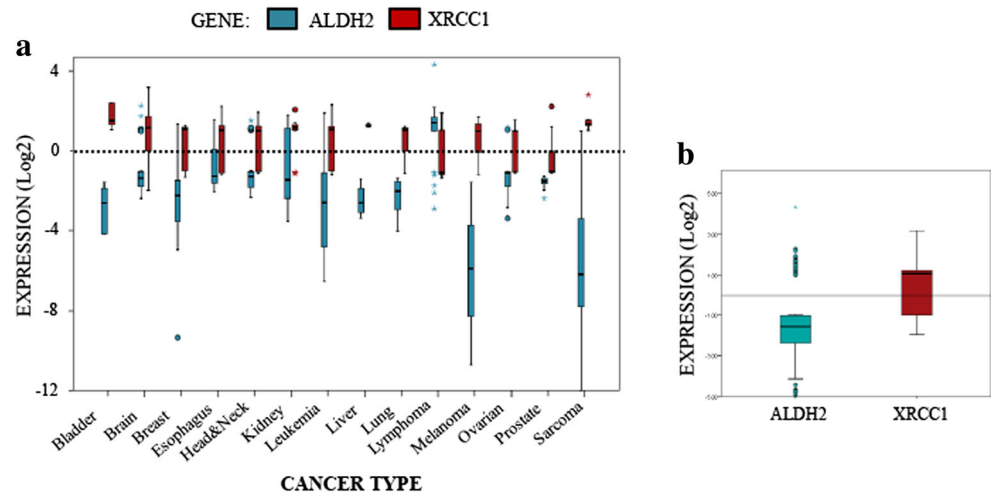 GENE: ALDH2 XRCC1
a
EXPRESSION (Log2)
4
0
-4
-8
-12
Bladder
Brain
Breast
Esophagus
Head&Neck
Kidney
Leukemia
Liver
Lung
Lymphoma
Melanoma
Ovarian
Prostate
Sarcoma
CANCER TYPE
b
EXPRESSION (Log2)
ALDH2
XRCC1